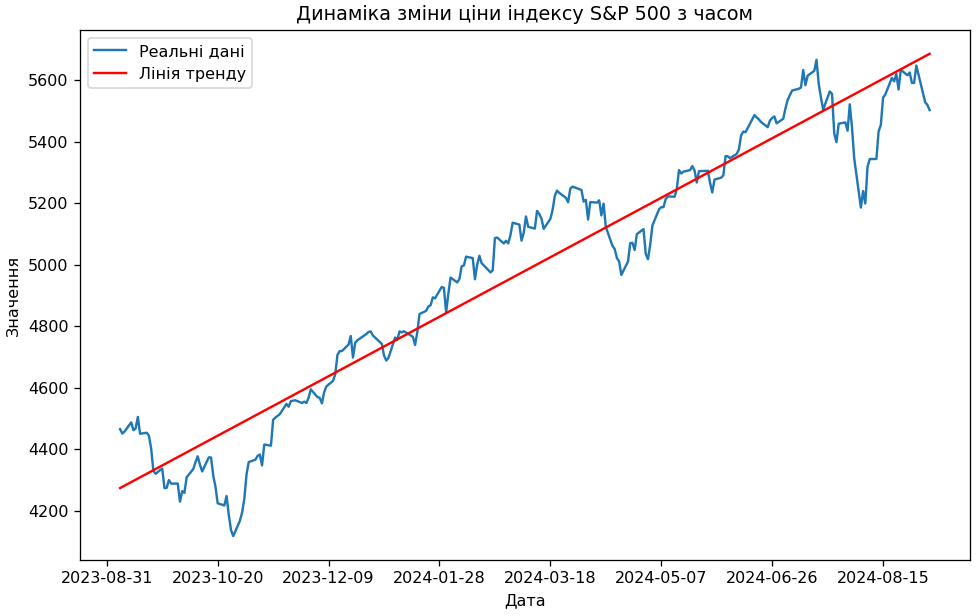 Динаміка зміни ціни індексу S&P 500 з часом
Реальні дані
Лінія тренду
Значення
5600
5400
5200
5000
4800
4600
4400
4200
2023-08-31 2023-10-20 2023-12-09 2024-01-28 2024-03-18 2024-05-07 2024-06-26 2024-08-15
Дата